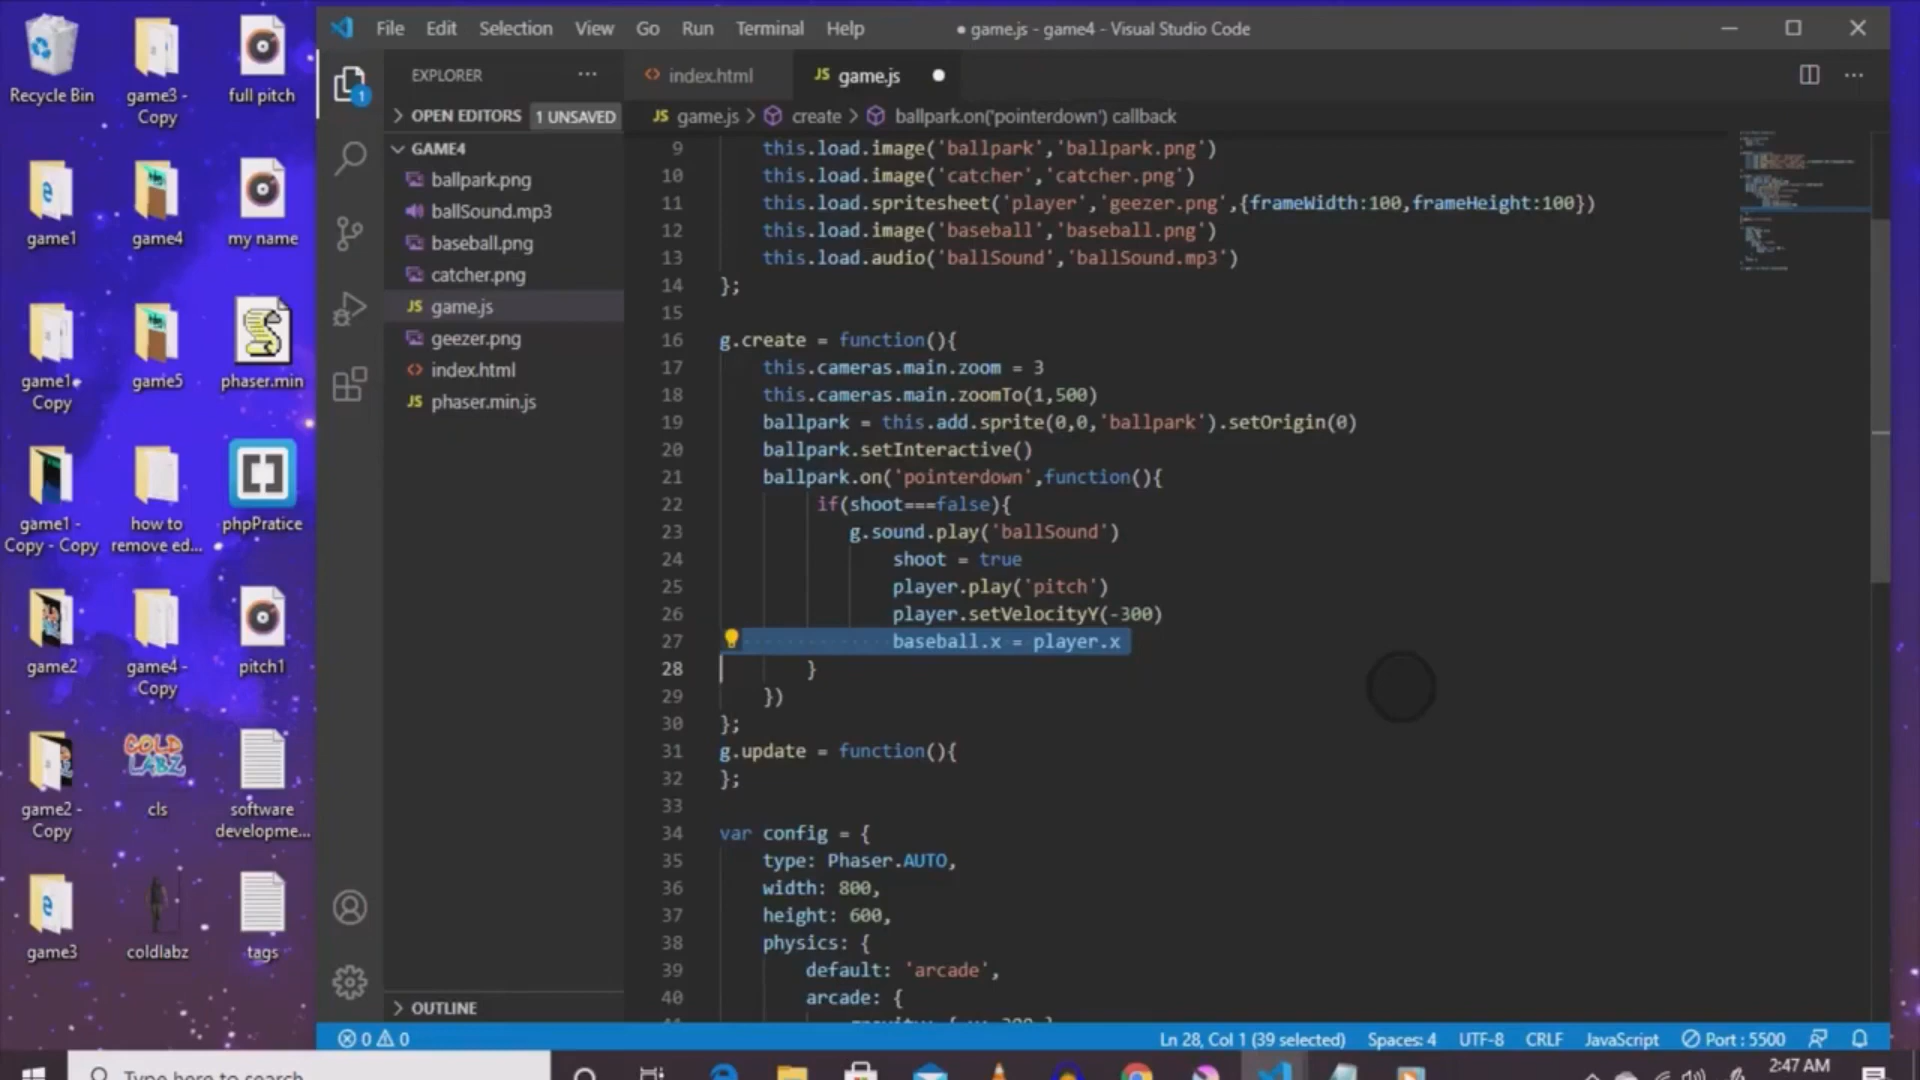 Recycle Bin
game3 -
Copy
full pitch
game1
game4
my name
game1 -
Copy
game5
phaser.min
game1 -
Copy - Copy
how to
remove ed...
phpPratice
game2
game4 -
Copy
pitch1
game2 -
Copy
COLD
LABZ
cls
software
developme...
game3
coldlabz
tags
File Edit Selection View Go Run Terminal Help
● game.js - game4 - Visual Studio Code
1
EXPLORER ···
> OPEN EDITORS 1 UNSAVED
GAME4
ballpark.png
ballSound.mp3
baseball.png
catcher.png
JS game.js
geezer.png
<> index.html
JS phaser.min.js
> OUTLINE
<> index.html
JS game.js ●
JS game.js > create > ballpark.on('pointerdown') callback
9 this.load.image('ballpark','ballpark.png')
10 this.load.image('catcher','catcher.png')
11 this.load.spritesheet('player','geezer.png',{frameWidth:100,frameHeight:100})
12 this.load.image('baseball','baseball.png')
13 this.load.audio('ballSound','ballSound.mp3')
14 };
15
16 g.create = function(){
17 this.cameras.main.zoom = 3
18 this.cameras.main.zoomTo(1,500)
19 ballpark = this.add.sprite(0,0,'ballpark').setOrigin(0)
20 ballpark.setInteractive()
21 ballpark.on('pointerdown',function(){
22 if(shoot===false){
23 g.sound.play('ballSound')
24 shoot = true
25 player.play('pitch')
26 player.setVelocityY(-300)
27 baseball.x = player.x
28 }
29 })
30 };
31 g.update = function(){
32 };
33
34 var config = {
35 type: Phaser.AUTO,
36 width: 800,
37 height: 600,
38 physics: {
39 default: 'arcade',
40 arcade: {
0 0
Ln 28, Col 1 (39 selected) Spaces: 4 UTF-8 CRLF JavaScript Port : 5500
Type here to search
2:47 AM